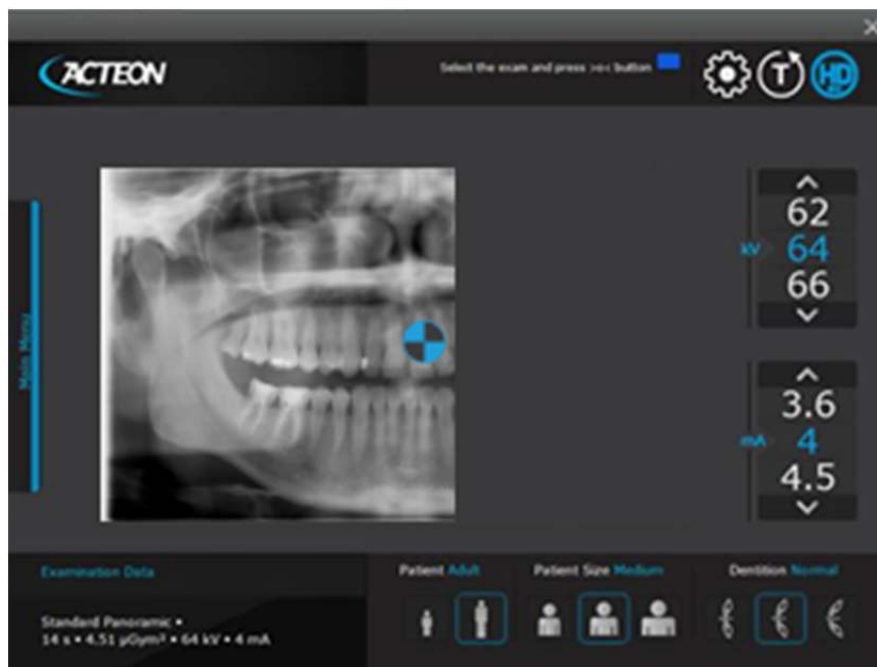 ACTEON
Select the exam and press >o< button
T
HD
Main Menu
62
kV 64
66
3.6
mA 4
4.5
Examination Data
Standard Panoramic •
14 s • 4.51 µGym² • 64 kV • 4 mA
Patient Adult
Patient Size Medium
Dentition Normal